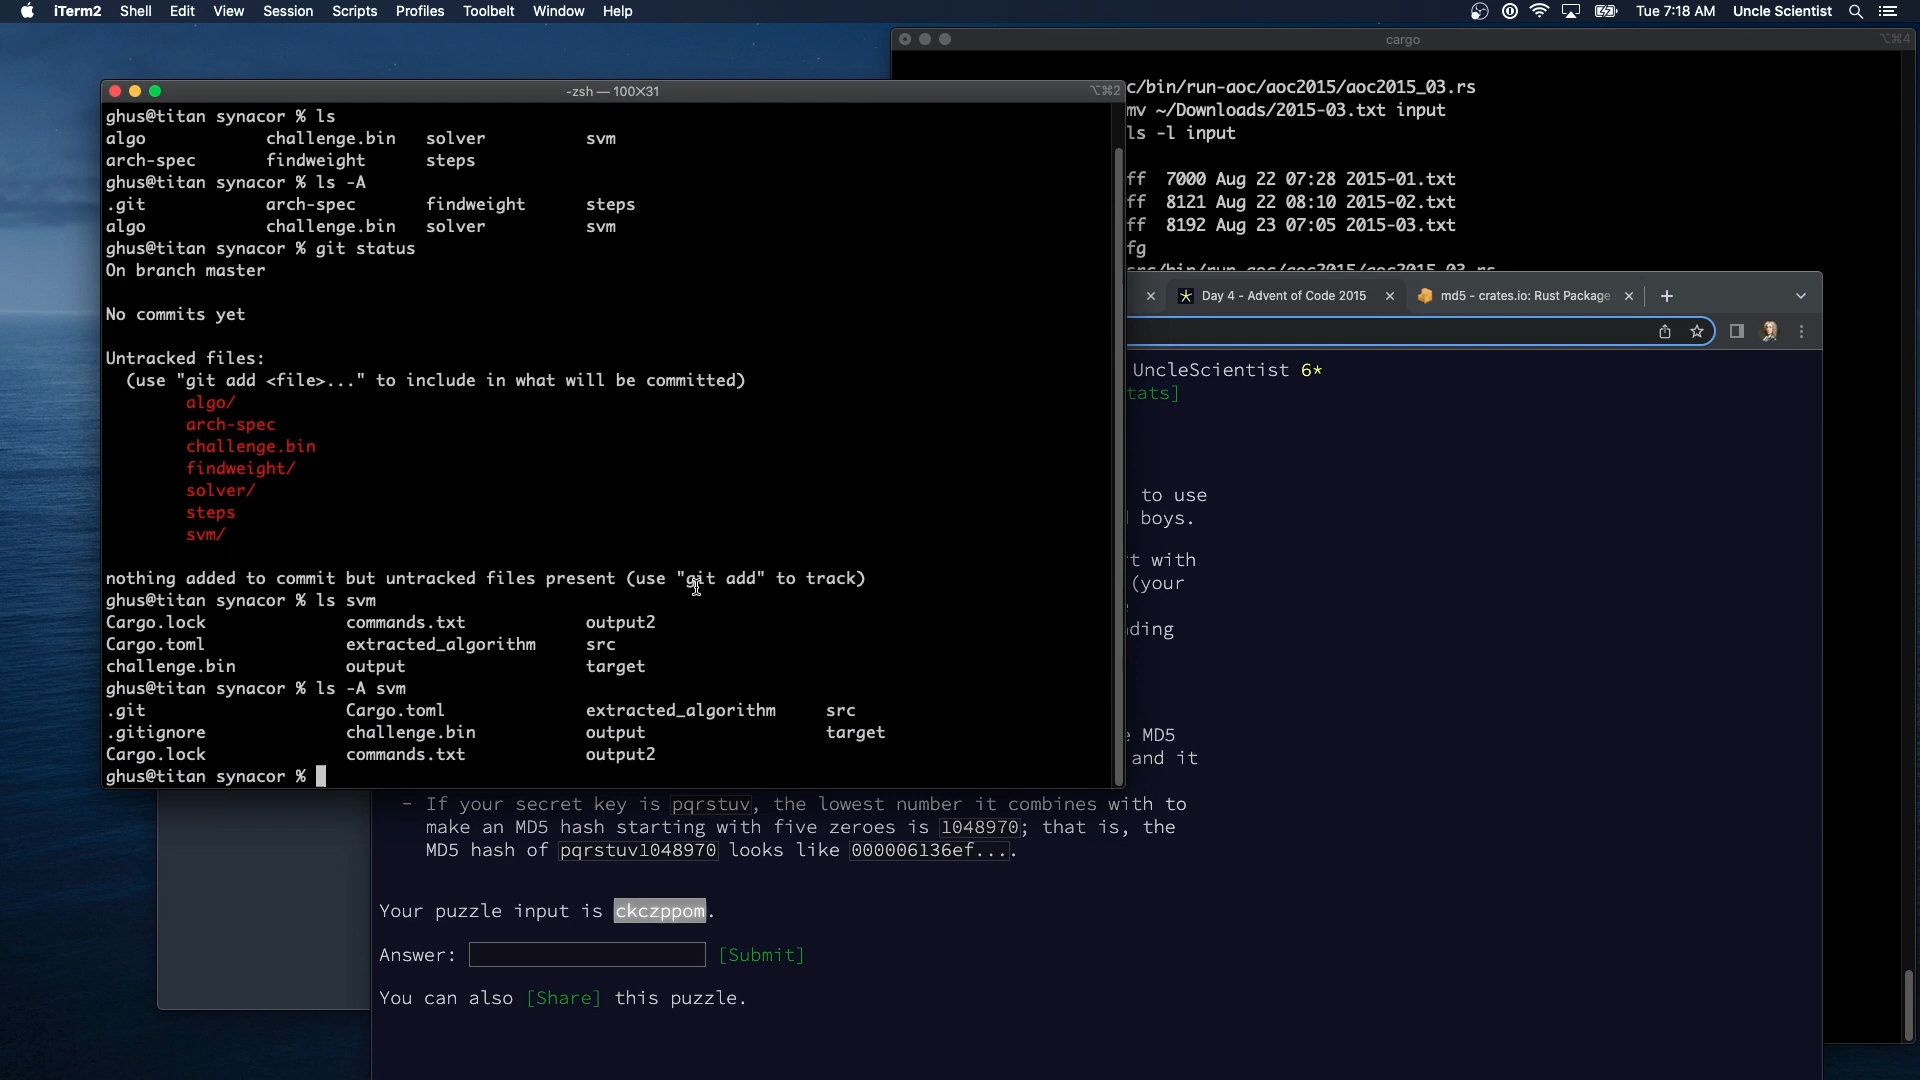 iTerm2 Shell Edit View Session Scripts Profiles Toolbelt Window Help
Tue 7:18 AM Uncle Scientist
cargo
⌥⌘4
c/bin/run-aoc/aoc2015/aoc2015_03.rs
mv ~/Downloads/2015-03.txt input
ls -l input
ff 7000 Aug 22 07:28 2015-01.txt
ff 8121 Aug 22 08:10 2015-02.txt
ff 8192 Aug 23 07:05 2015-03.txt
fg
src/bin/run-aoc/aoc2015/aoc2015_03.rs
-zsh — 100×31
⌥⌘2
ghus@titan synacor % ls
algo challenge.bin solver svm
arch-spec findweight steps
ghus@titan synacor % ls -A
.git arch-spec findweight steps
algo challenge.bin solver svm
ghus@titan synacor % git status
On branch master
No commits yet
Untracked files:
(use "git add <file>..." to include in what will be committed)
algo/
arch-spec
challenge.bin
findweight/
solver/
steps
svm/
nothing added to commit but untracked files present (use "git add" to track)
ghus@titan synacor % ls svm
Cargo.lock commands.txt output2
Cargo.toml extracted_algorithm src
challenge.bin output target
ghus@titan synacor % ls -A svm
.git Cargo.toml extracted_algorithm src
.gitignore challenge.bin output target
Cargo.lock commands.txt output2
ghus@titan synacor %
Day 4 - Advent of Code 2015
md5 - crates.io: Rust Package
UncleScientist 6*
tats]
to use
boys.
t with
(your
ding
MD5
and it
- If your secret key is pqrstuv, the lowest number it combines with to
make an MD5 hash starting with five zeroes is 1048970; that is, the
MD5 hash of pqrstuv1048970 looks like 000006136ef....
Your puzzle input is ckczppom.
Answer: [Submit]
You can also [Share] this puzzle.